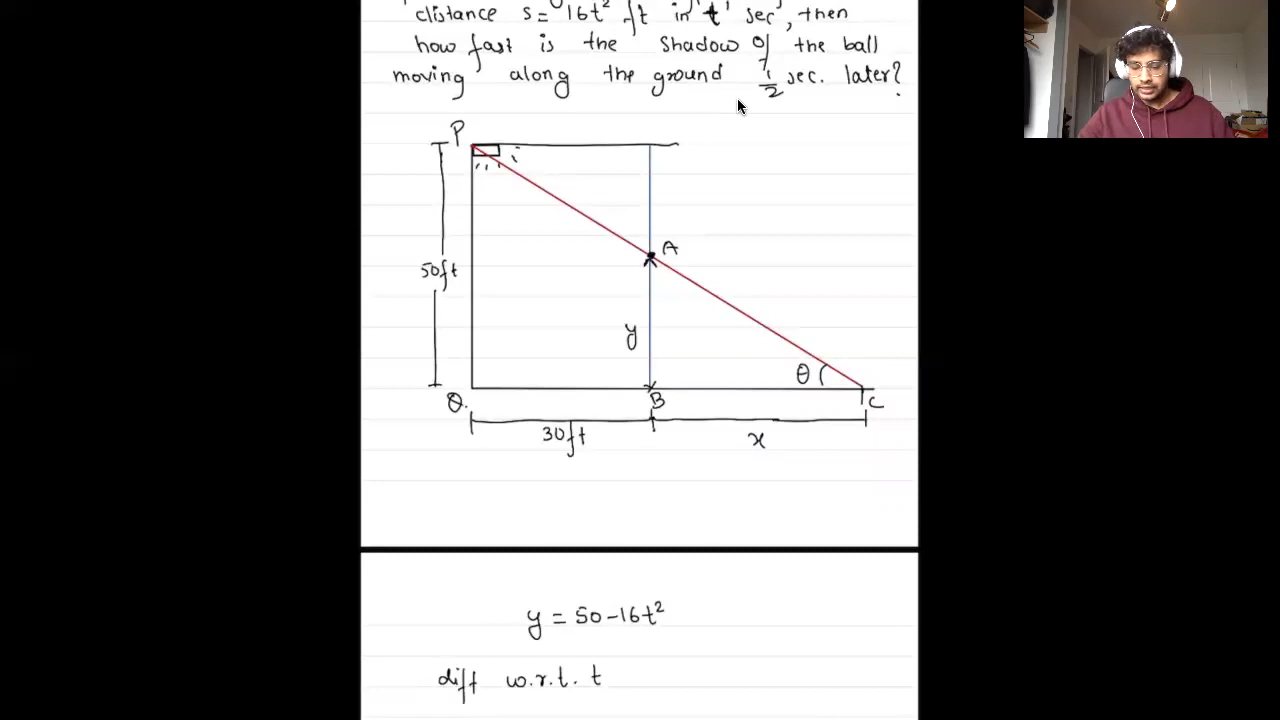 distance s= 16t² ft in 't' sec, then
how fast is the shadow of the ball
moving along the ground 1/2 sec. later?
P
A
50ft
y
θ
Q.
B
C
30ft
x
y = 50-16t²
diff w.r.t. t